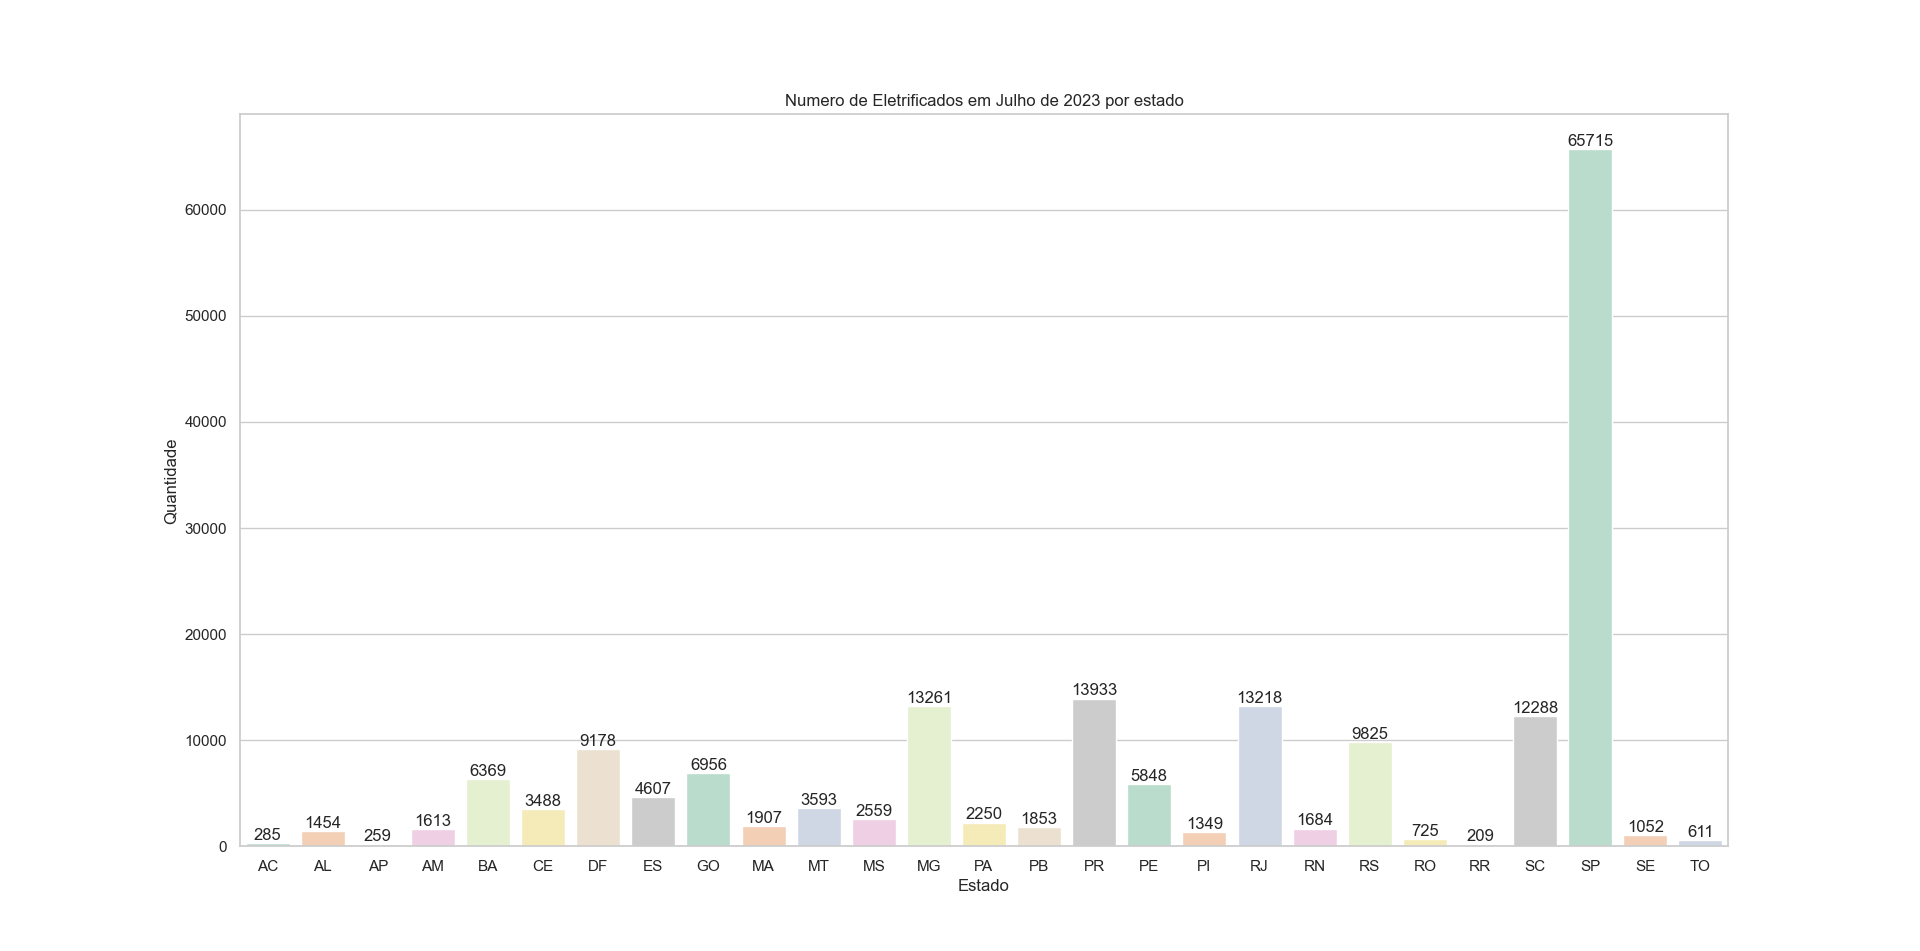 Numero de Eletrificados em Julho de 2023 por estado
Quantidade
60000
50000
40000
30000
20000
10000
0
285 1454 259 1613 6369 3488 9178 4607 6956 1907 3593 2559 13261 2250 1853 13933 5848 1349 13218 1684 9825 725 209 12288 65715 1052 611
AC AL AP AM BA CE DF ES GO MA MT MS MG PA PB PR PE PI RJ RN RS RO RR SC SP SE TO
Estado